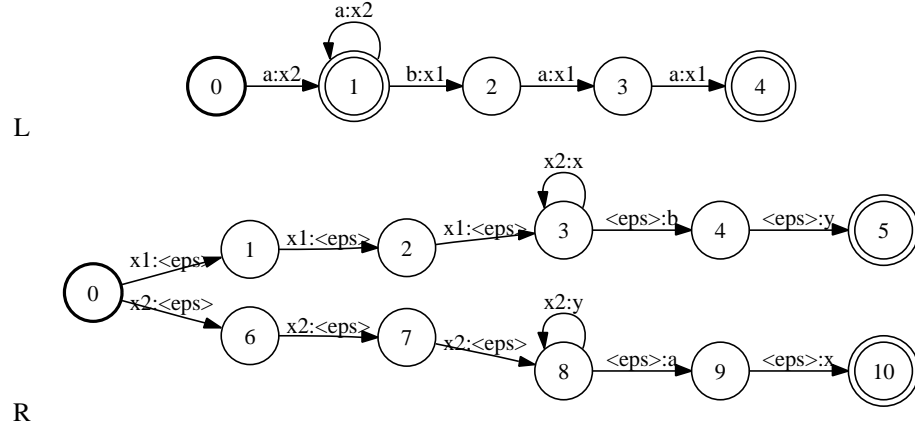 a:x2
0 a:x2 1 b:x1 2 a:x1 3 a:x1 4
L
x2:x
0 x1:<eps> 1 x1:<eps> 2 x1:<eps> 3 <eps>:b 4 <eps>:y 5
x2:y
x2:<eps> 6 x2:<eps> 7 x2:<eps> 8 <eps>:a 9 <eps>:x 10
R